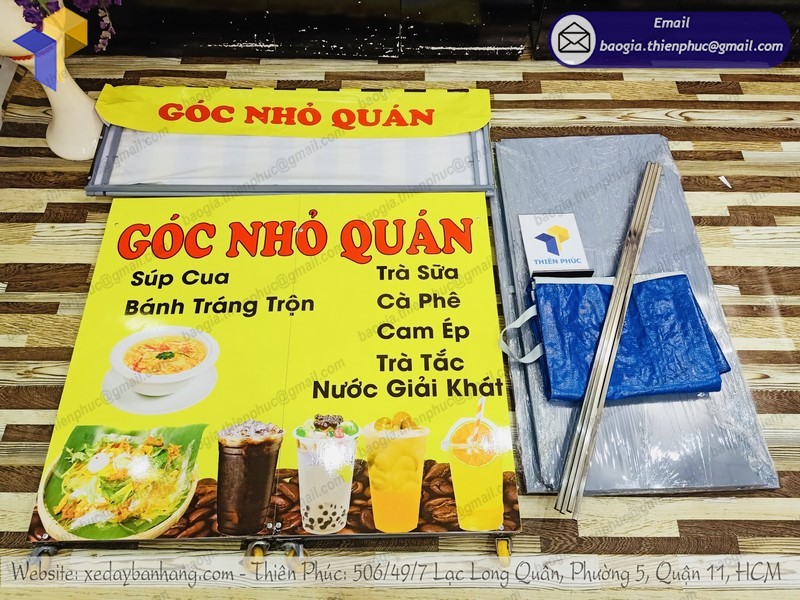 Email
baogia.thienphuc@gmail.com
GÓC NHỎ QUÁN
GÓC NHỎ QUÁN
Súp Cua
Bánh Tráng Trộn
Trà Sữa
Cà Phê
Cam Ép
Trà Tắc
Nước Giải Khát
THIÊN PHÚC
Website: xedaybanhang.com - Thiên Phúc: 506/49/7 Lạc Long Quân, Phường 5, Quận 11, HCM